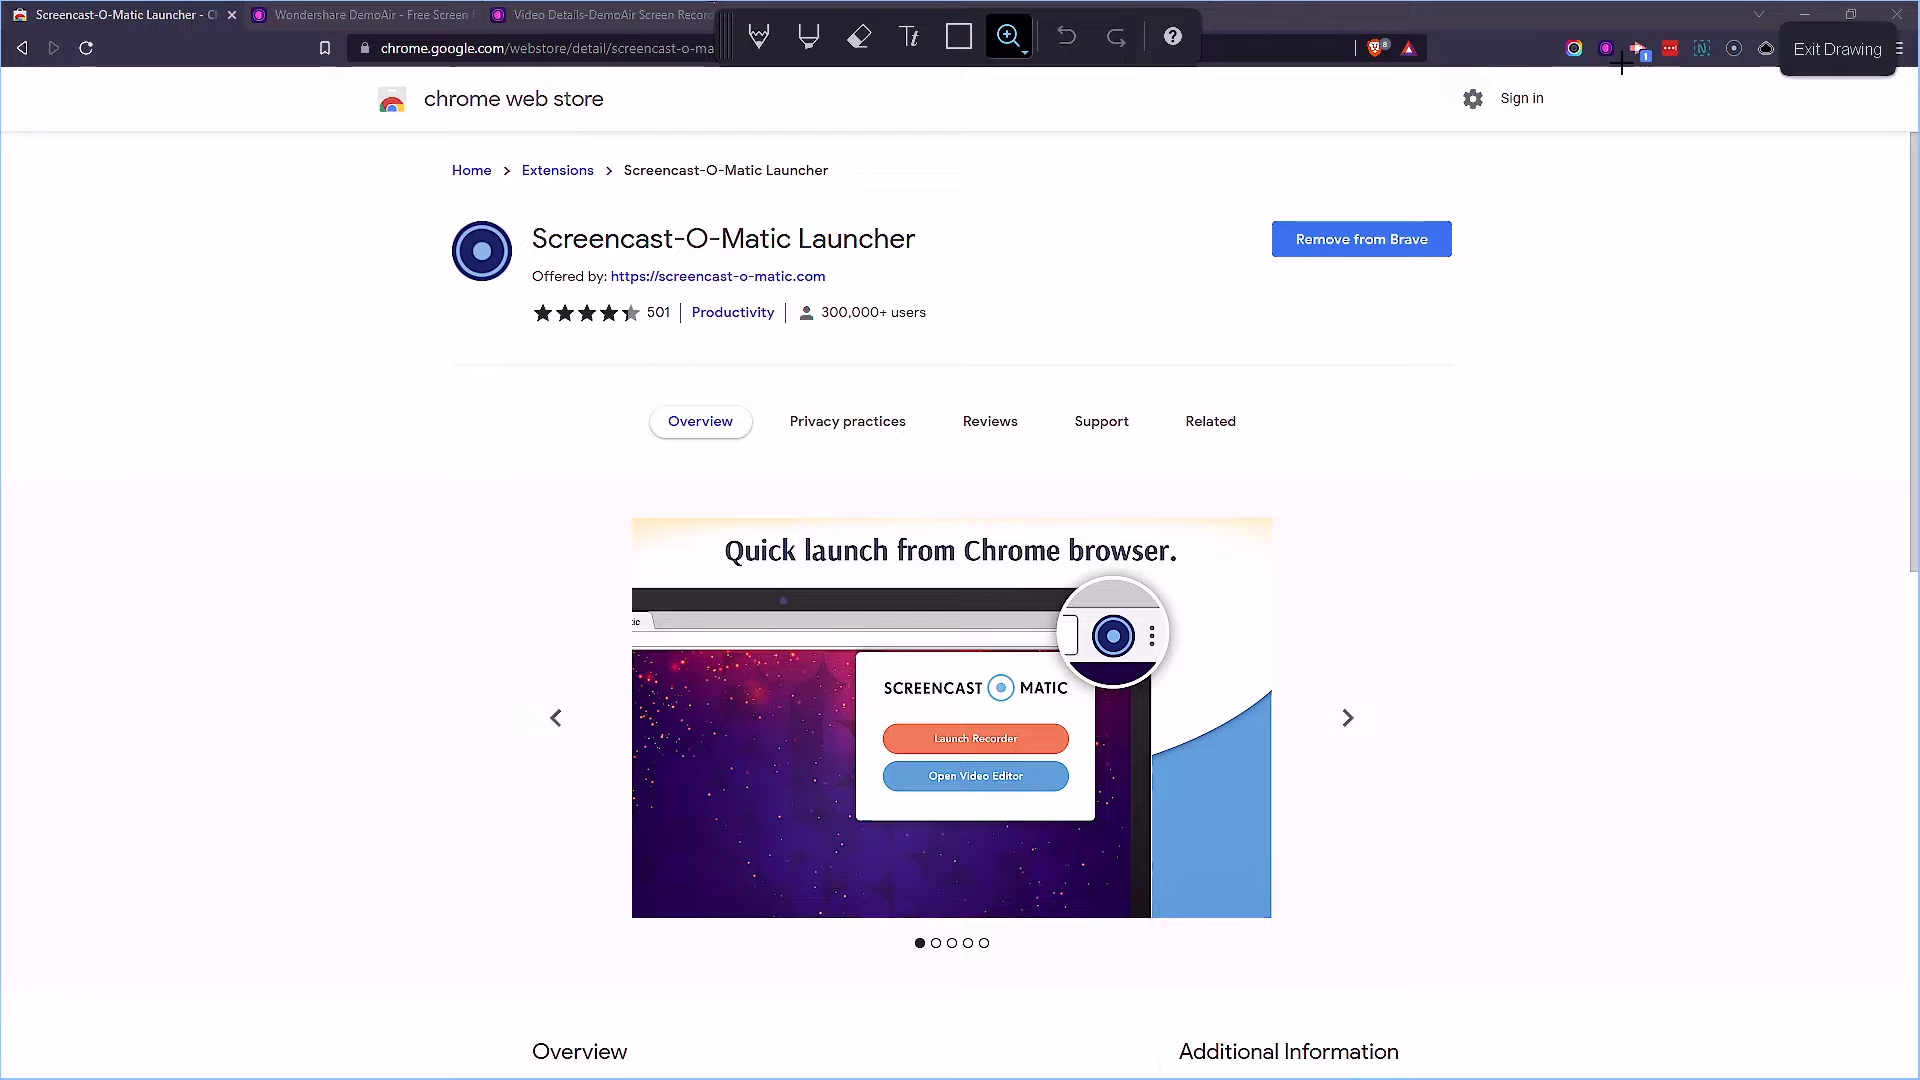 Screencast-O-Matic Launcher - C
Wondershare DemoAir - Free Screen
Video Details-DemoAir Screen Record
Tt
?
chrome.google.com/webstore/detail/screencast-o-ma
8
1
Exit Drawing
chrome web store
Sign in
Home > Extensions > Screencast-O-Matic Launcher
Screencast-O-Matic Launcher
Remove from Brave
Offered by: https://screencast-o-matic.com
501 | Productivity | 300,000+ users
Overview
Privacy practices
Reviews
Support
Related
Quick launch from Chrome browser.
SCREENCAST O MATIC
Launch Recorder
Open Video Editor
Overview
Additional Information